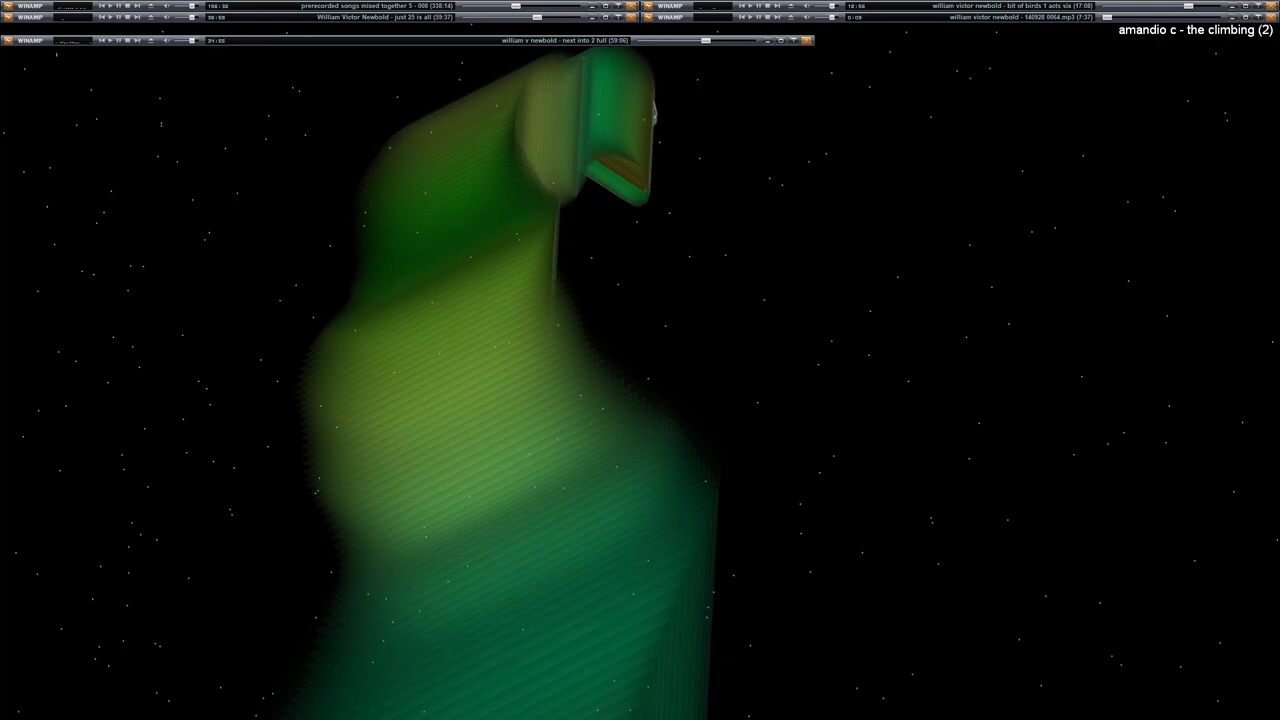 WINAMP 156:32 prerecorded songs mixed together 5 - 008 (338:14)
WINAMP 12:56 william victor newbold - bit of birds 1 acts six (17:08)
WINAMP 38:58 William Victor Newbold - just 25 is all (59:37)
WINAMP 0:09 william victor newbold - 140928 0064.mp3 (7:37)
amandio c - the climbing (2)
WINAMP 34:55 william v newbold - next into 2 full (59:06)